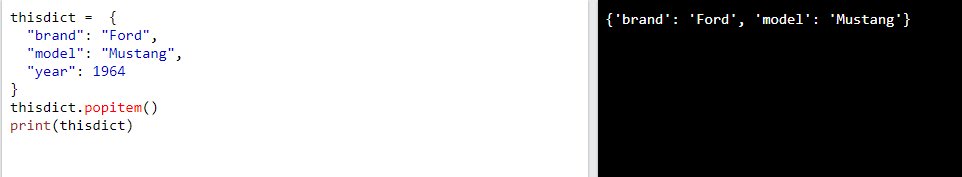 thisdict =  {
  "brand": "Ford",
  "model": "Mustang",
  "year": 1964
}
thisdict.popitem()
print(thisdict)
{'brand': 'Ford', 'model': 'Mustang'}